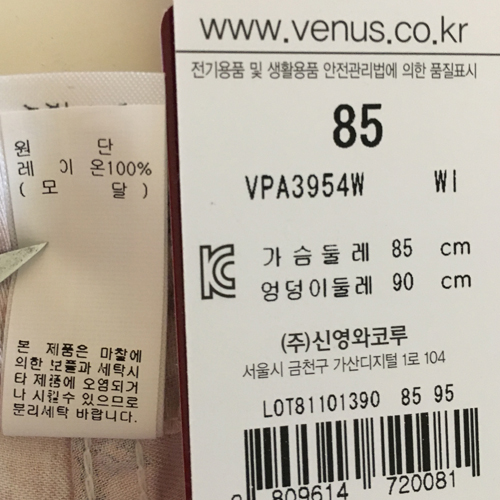 www.venus.co.kr
전기용품 및 생활용품 안전관리법에 의한 품질표시
85
VPA3954W WI
가슴둘레 85 cm
엉덩이둘레 90 cm
(주)신영와코루
서울시 금천구 가산디지털 1로 104
LOT81101390 85 95
809614 720081
원 단
레 이 온100%
( 모 달 )
본 제품은 마찰에
의한 보풀과 세탁시
타 제품에 오염되거
나 시킬수 있으므로
분리세탁 바랍니다.